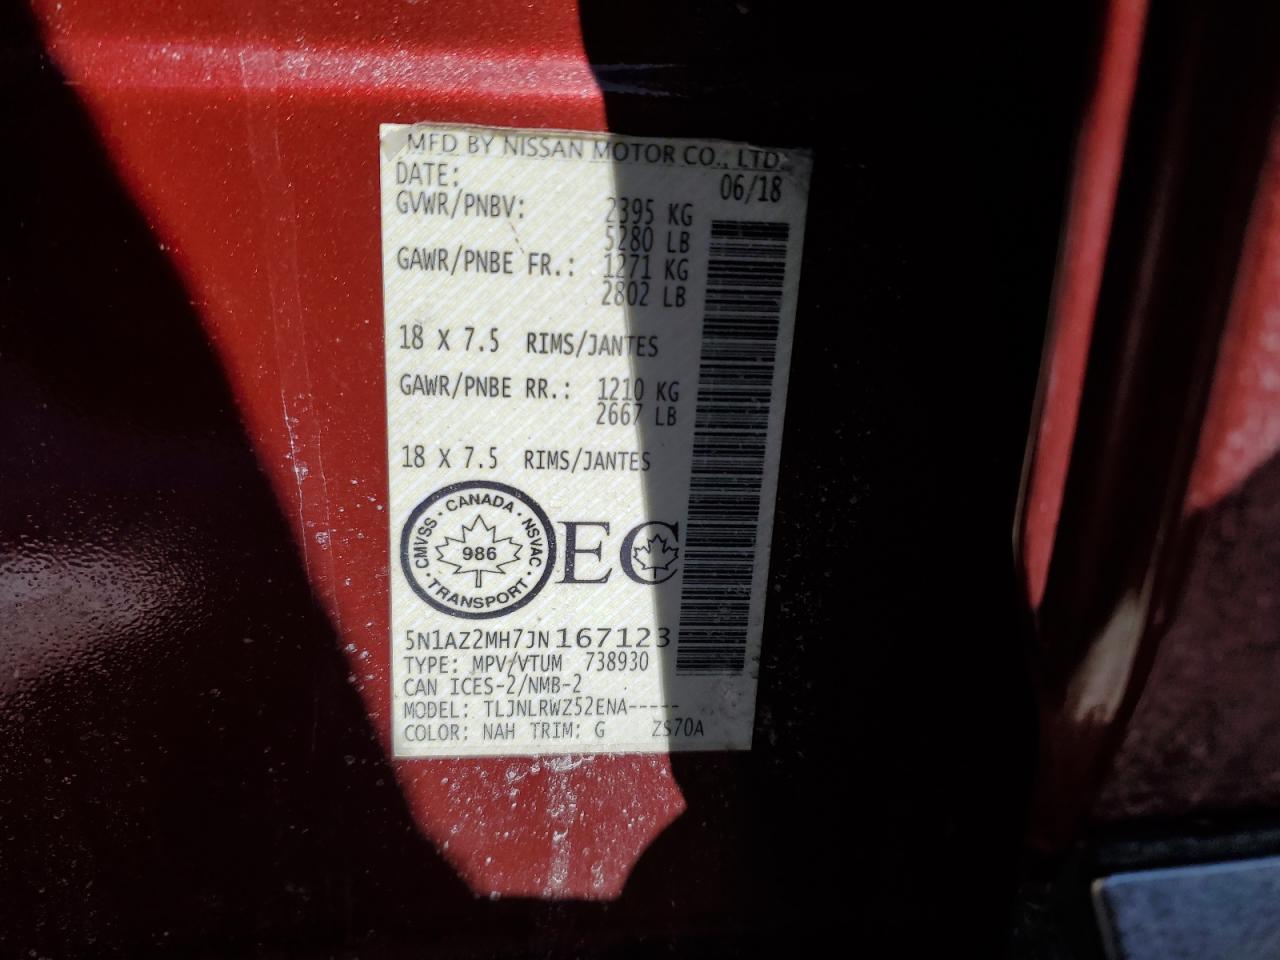 MFD BY NISSAN MOTOR CO., LTD.
DATE: 06/18
GVWR/PNBV: 2395 KG
5280 LB
GAWR/PNBE FR.: 1271 KG
2802 LB
18 X 7.5 RIMS/JANTES
GAWR/PNBE RR.: 1210 KG
2667 LB
18 X 7.5 RIMS/JANTES
CMVSS · CANADA · NSVAC · TRANSPORT ·
986
EC
5N1AZ2MH7JN167123
TYPE: MPV/VTUM 738930
CAN ICES-2/NMB-2
MODEL: TLJNLRWZ52ENA-----
COLOR: NAH TRIM: G ZS70A